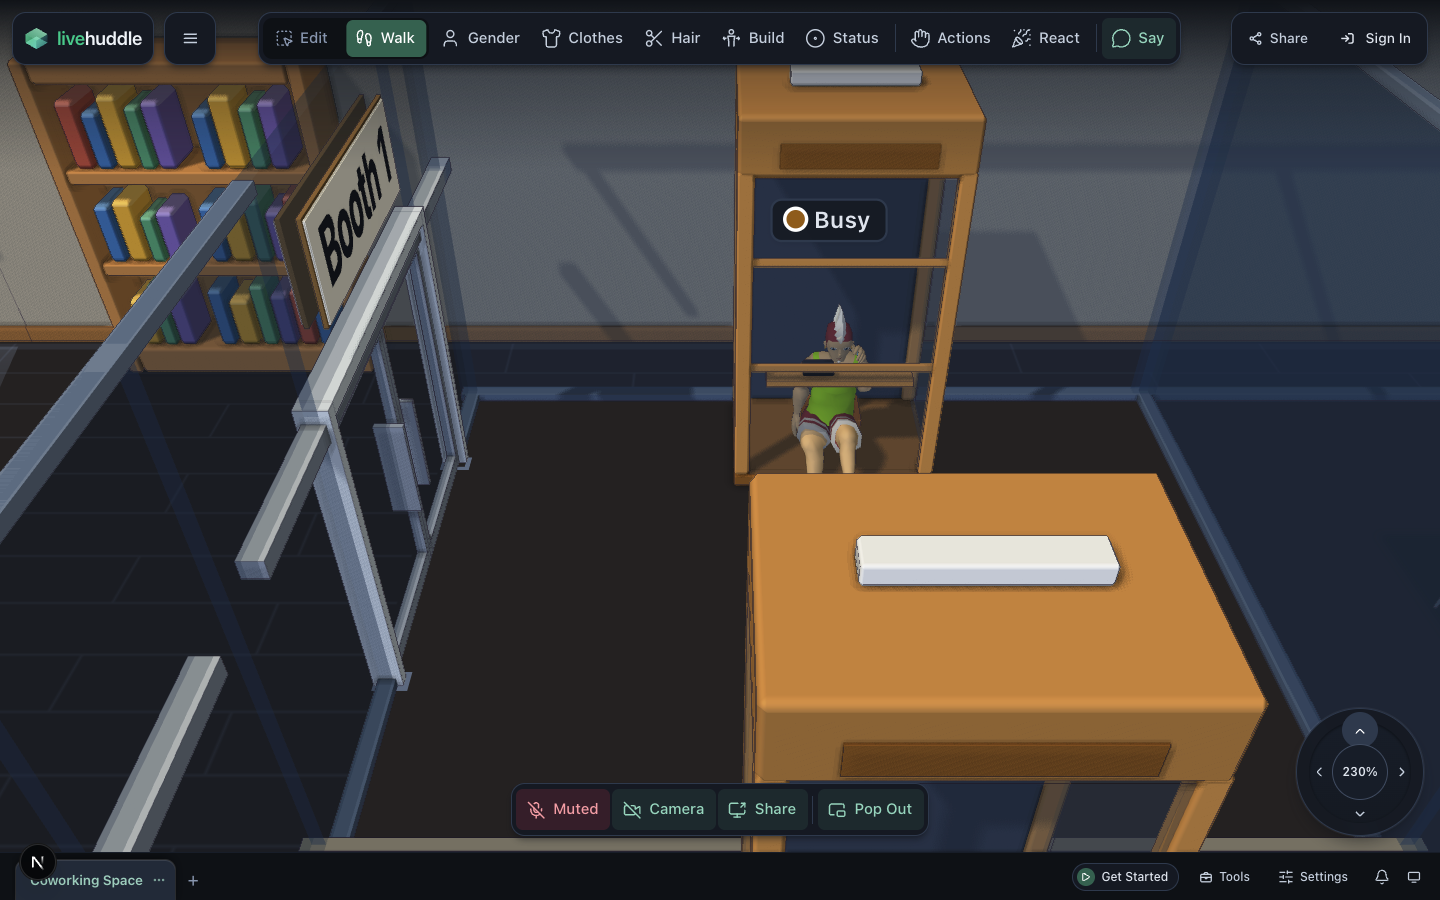 livehuddle
Edit
Walk
Gender
Clothes
Hair
Build
Status
Actions
React
Say
Share
Sign In
Booth 1
Busy
230%
Muted
Camera
Share
Pop Out
N
Coworking Space
Get Started
Tools
Settings